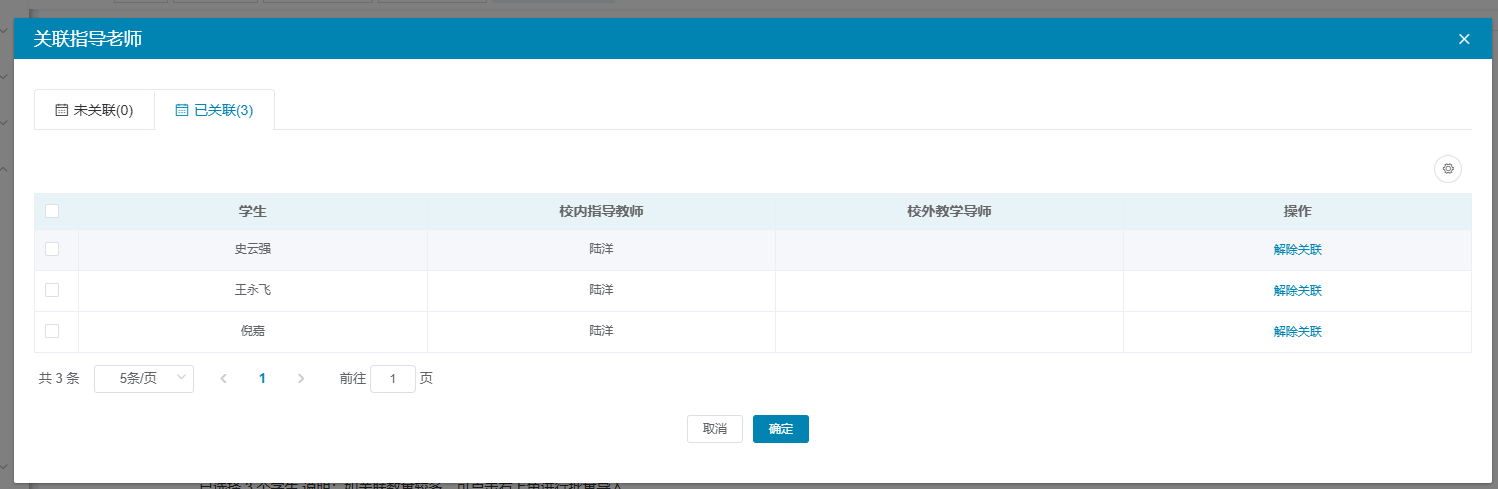 关联指导老师
未关联(0) 已关联(3)
学生 校内指导教师 校外教学导师 操作
史云强 陆洋 解除关联
王永飞 陆洋 解除关联
倪嘉 陆洋 解除关联
共 3 条 5条/页 1 前往 1 页
取消 确定